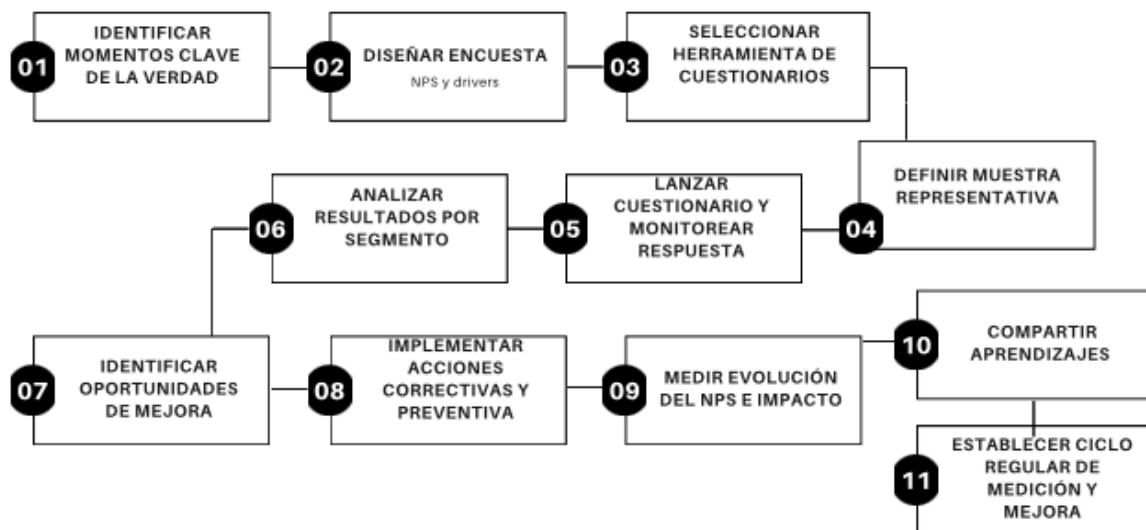 01
IDENTIFICAR
MOMENTOS CLAVE
DE LA VERDAD
02
DISEÑAR ENCUESTA
NPS y drivers
03
SELECCIONAR
HERRAMIENTA DE
CUESTIONARIOS
04
DEFINIR MUESTRA
REPRESENTATIVA
05
LANZAR
CUESTIONARIO Y
MONITOREAR
RESPUESTA
06
ANALIZAR
RESULTADOS POR
SEGMENTO
07
IDENTIFICAR
OPORTUNIDADES
DE MEJORA
08
IMPLEMENTAR
ACCIONES
CORRECTIVAS Y
PREVENTIVA
09
MEDIR EVOLUCIÓN
DEL NPS E IMPACTO
10
COMPARTIR
APRENDIZAJES
11
ESTABLECER CICLO
REGULAR DE
MEDICIÓN Y
MEJORA